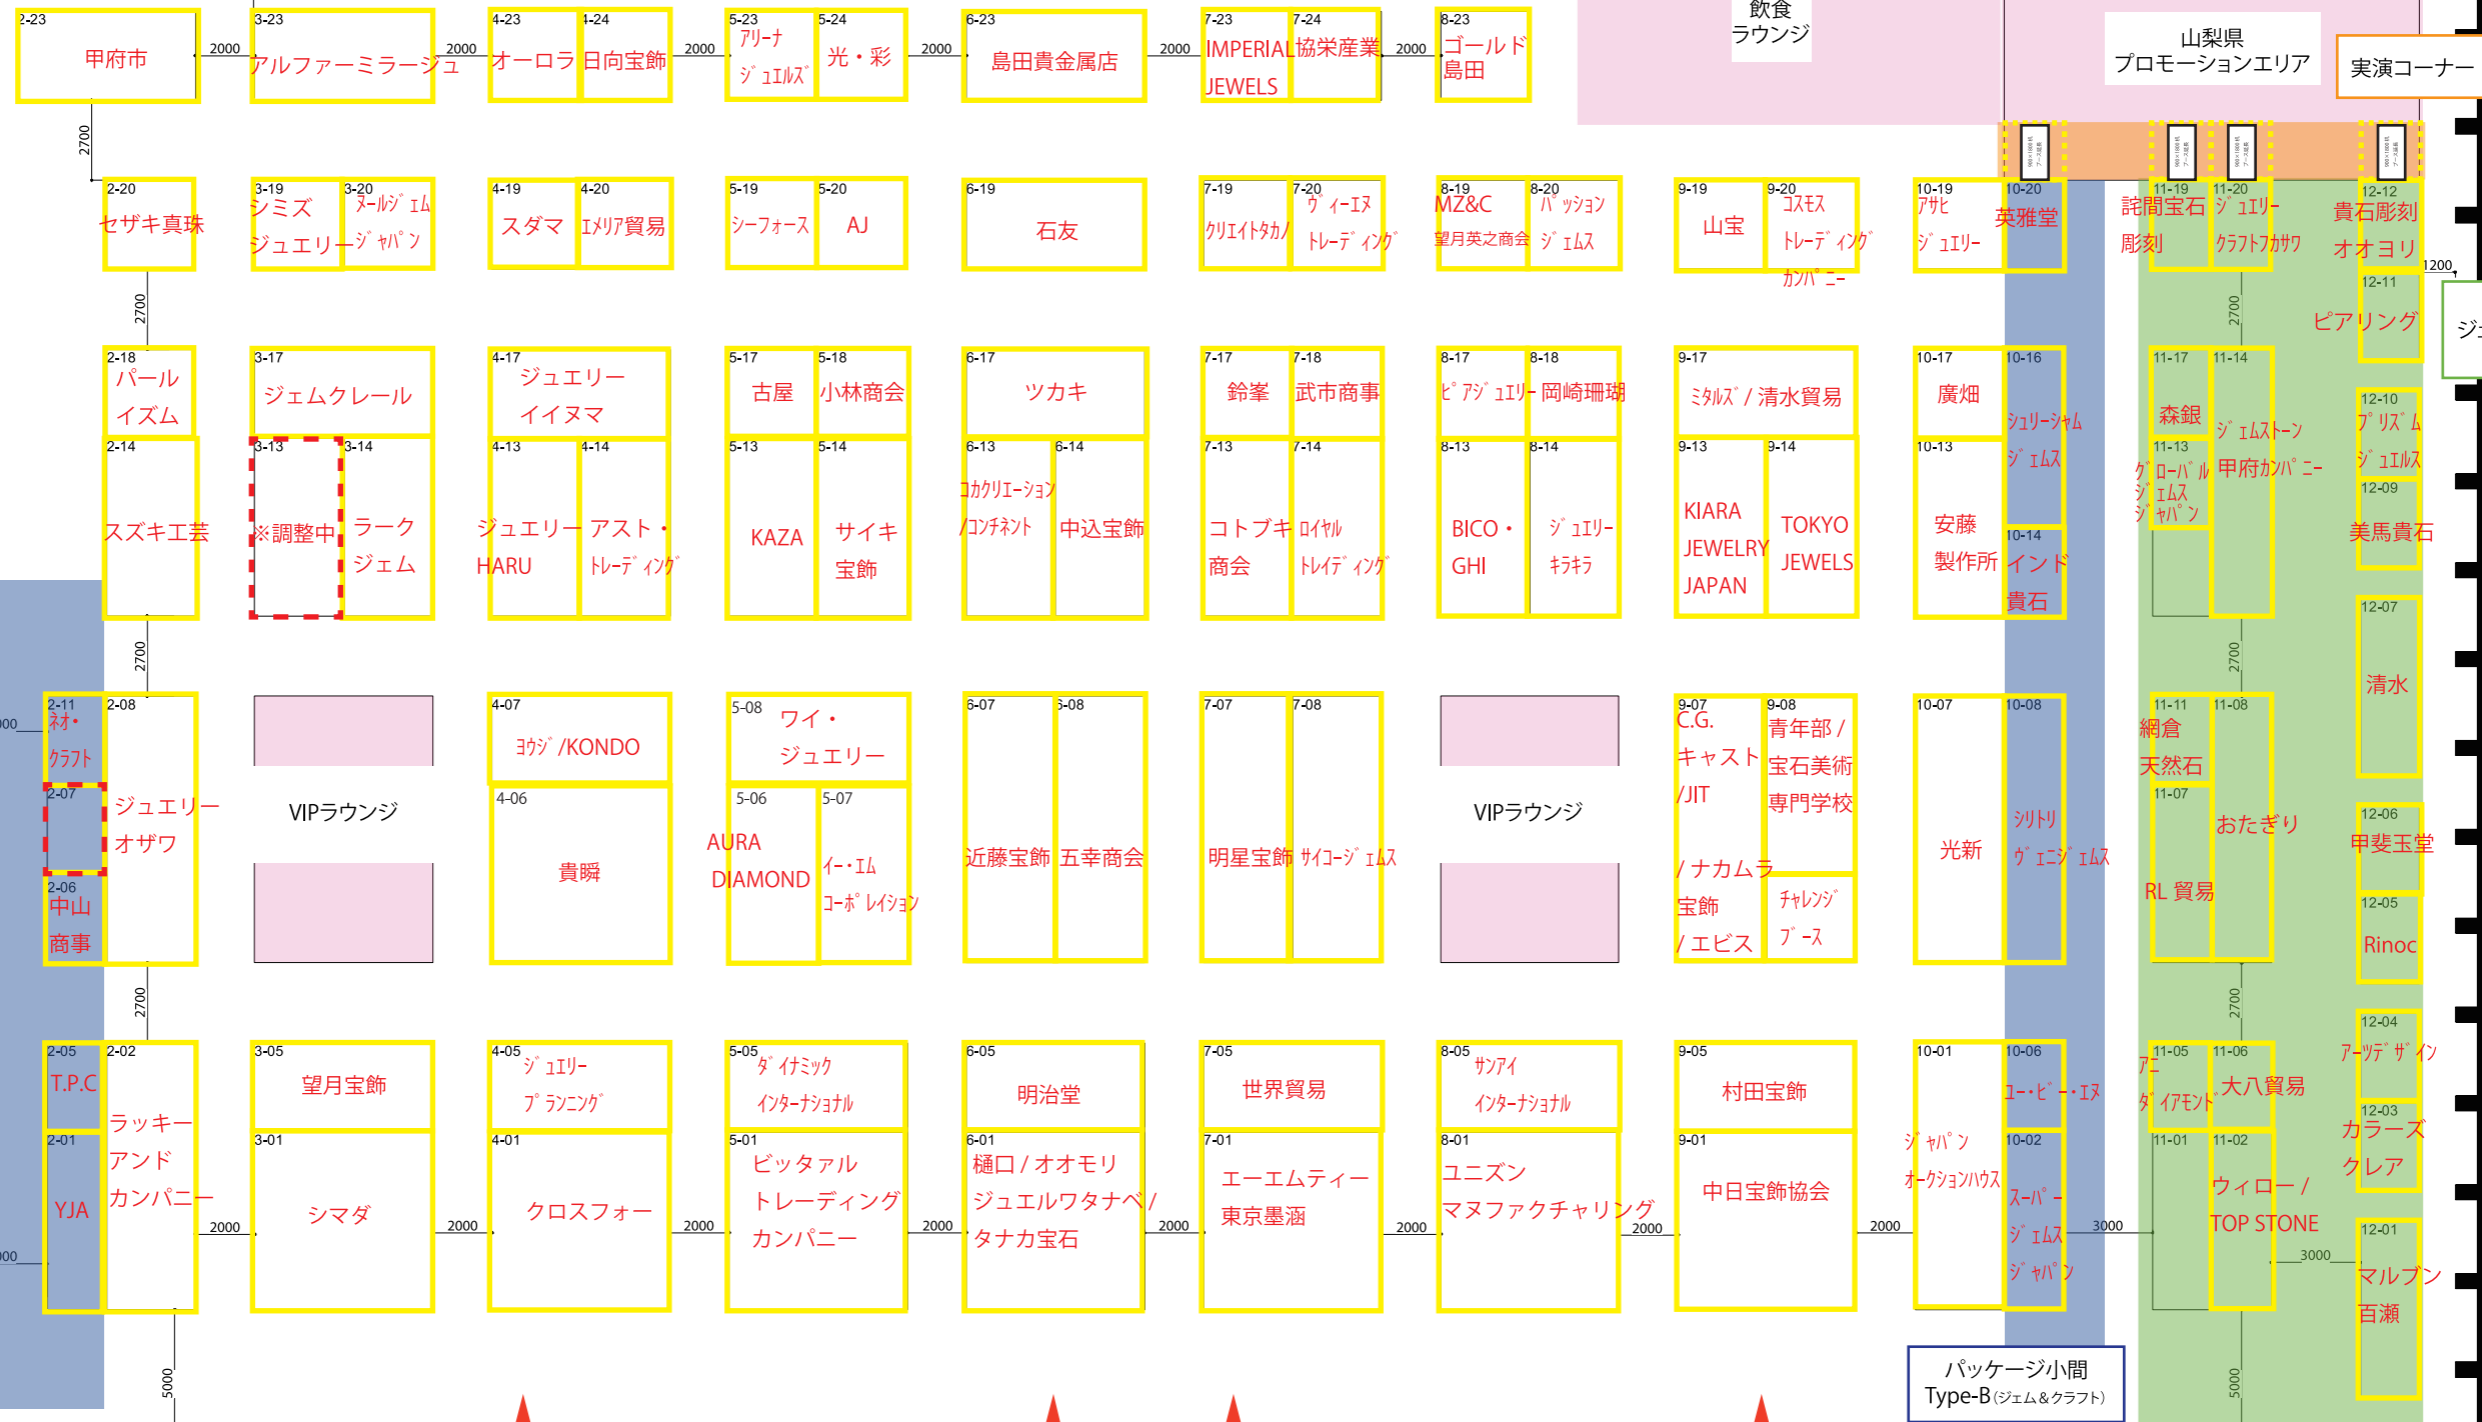 飲食
ラウンジ
山梨県
プロモーションエリア
実演コーナー
2-23
甲府市
2000
3-23
アルファーミラージュ
2000
4-23
オーロラ
4-24
日向宝飾
2000
5-23
アリーナ
ジュエルズ
5-24
光・彩
2000
6-23
島田貴金属店
2000
7-23
IMPERIAL
JEWELS
7-24
協栄産業
2000
8-23
ゴールド
島田
2700
2-20
セザキ真珠
3-19
シミズ
ジュエリー
3-20
ヌールジェム
ジャパン
4-19
スダマ
4-20
エメリア貿易
5-19
シーフォース
5-20
AJ
6-19
石友
7-19
クリエイトタカノ
7-20
ヴィーエヌ
トレーディング
8-19
MZ&C
望月英之商会
8-20
パッション
ジェムス
9-19
山宝
9-20
コスモス
トレーディング
カンパニー
10-19
アサヒ
ジュエリー
10-20
英雅堂
11-19
詫間宝石
彫刻
11-20
ジュエリー
クラフトフカサワ
12-12
貴石彫刻
オオヨリ
1200
12-11
ピアリング
2700
2700
2-18
パール
イズム
3-17
ジェムクレール
4-17
ジュエリー
イイヌマ
5-17
古屋
5-18
小林商会
6-17
ツカキ
7-17
鈴峯
7-18
武市商事
8-17
ピアジュエリー
8-18
岡崎珊瑚
9-17
ミタルズ / 清水貿易
10-17
廣畑
10-16
シュリーシャム
ジェムス
11-17
森銀
11-14
ジェムストーン
甲府カンパニー
12-10
プリズム
ジュエルス
2-14
スズキ工芸
3-13
※調整中
3-14
ラーク
ジェム
4-13
ジュエリー
HARU
4-14
アスト・
トレーディング
5-13
KAZA
5-14
サイキ
宝飾
6-13
コカクリエーション
/コンチネント
6-14
中込宝飾
7-13
コトブキ
商会
7-14
ロイヤル
トレイディング
8-13
BICO・
GHI
8-14
ジュエリー
キラキラ
9-13
KIARA
JEWELRY
JAPAN
9-14
TOKYO
JEWELS
10-13
安藤
製作所
10-14
インド
貴石
11-13
グローバル
ジェムス
ジャパン
12-09
美馬貴石
2700
2700
12-07
清水
2-11
ネオ・
クラフト
2-08
ジュエリー
オザワ
2-07
2-06
中山
商事
VIPラウンジ
4-07
ヨウジ/KONDO
4-06
貴瞬
5-08
ワイ・
ジュエリー
5-06
AURA
DIAMOND
5-07
イー・エム
コーポレイション
6-07
近藤宝飾
6-08
五幸商会
7-07
明星宝飾
7-08
サイコージェムス
VIPラウンジ
9-07
C.G.
キャスト
/JIT
/ ナカムラ
宝飾
/ エビス
9-08
青年部 /
宝石美術
専門学校
チャレンジ
ブース
10-07
光新
10-08
シリトリ
ヴェニジェムス
11-11
網倉
天然石
11-07
RL 貿易
11-08
おたぎり
12-06
甲斐玉堂
12-05
Rinoc
2700
2700
2-05
T.P.C
2-02
ラッキー
アンド
カンパニー
2-01
YJA
3-05
望月宝飾
3-01
シマダ
4-05
ジュエリー
プランニング
4-01
クロスフォー
5-05
ダイナミック
インターナショナル
5-01
ビッタァル
トレーディング
カンパニー
6-05
明治堂
6-01
樋口 / オオモリ
ジュエルワタナベ /
タナカ宝石
7-05
世界貿易
7-01
エーエムティー
東京墨涵
8-05
サンアイ
インターナショナル
8-01
ユニズン
マヌファクチャリング
9-05
村田宝飾
9-01
中日宝飾協会
10-01
ジャパン
オークションハウス
10-06
ユー・ビー・エヌ
10-02
スーパー
ジェムス
ジャパン
11-05
アニ
ダイアモンド
11-06
大八貿易
11-01
11-02
ウィロー /
TOP STONE
12-04
アーツデザイン
12-03
カラーズ
クレア
12-01
マルブン
百瀬
2000
2000
2000
2000
2000
2000
2000
2000
3000
3000
5000
5000
パッケージ小間
Type-B(ジェム&クラフト)